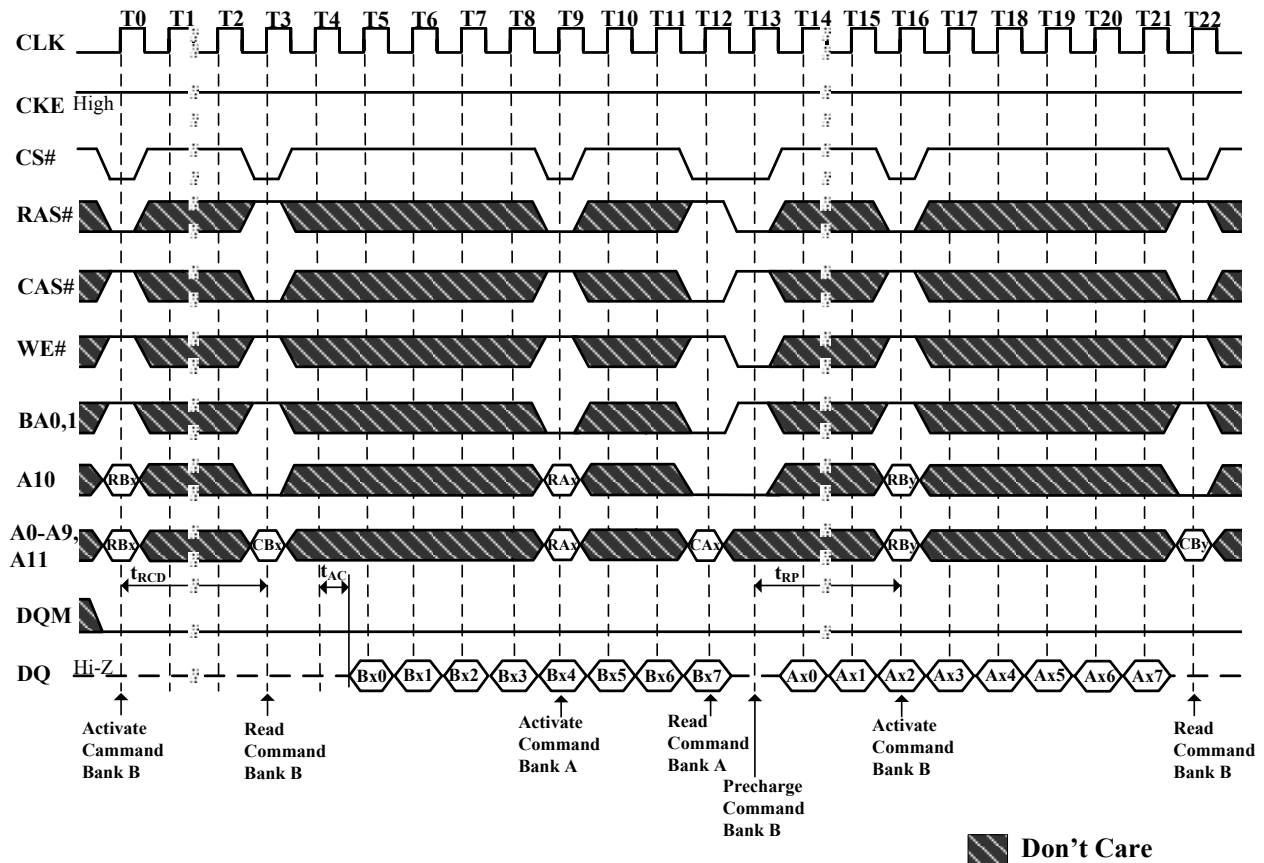 T0 T1 T2 T3 T4 T5 T6 T7 T8 T9 T10 T11 T12 T13 T14 T15 T16 T17 T18 T19 T20 T21 T22
CLK
CKE High
CS#
RAS#
CAS#
WE#
BA0,1
A10 RBx RAx RBy
A0-A9, A11 RBx CBx RAx CAx RBy CBy
tRCD tAC tRP
DQM
DQ Hi-Z Bx0 Bx1 Bx2 Bx3 Bx4 Bx5 Bx6 Bx7 Ax0 Ax1 Ax2 Ax3 Ax4 Ax5 Ax6 Ax7
Activate
Cammand
Bank B
Read
Command
Bank B
Activate
Command
Bank A
Read
Command
Bank A
Precharge
Command
Bank B
Activate
Command
Bank B
Read
Command
Bank B
Don't Care